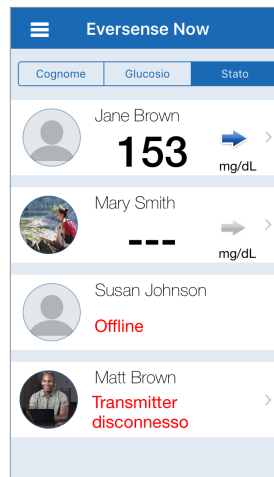 Eversense Now
Cognome Glucosio Stato
Jane Brown
153
mg/dL
Mary Smith
---
mg/dL
Susan Johnson
Offline
Matt Brown
Transmitter
disconnesso